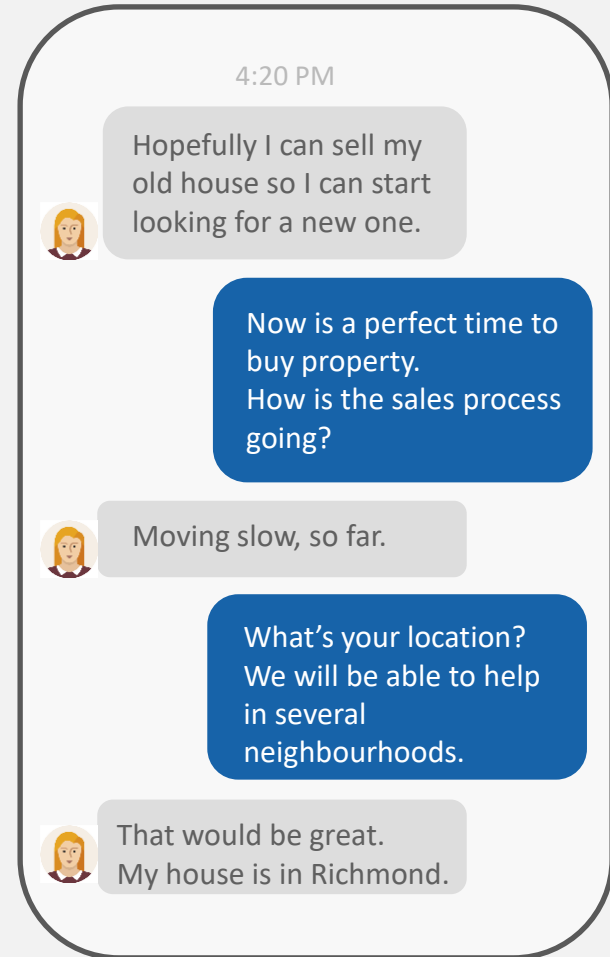 4:20 PM
Hopefully I can sell my
old house so I can start
looking for a new one.
Now is a perfect time to
buy property.
How is the sales process
going?
Moving slow, so far.
What’s your location?
We will be able to help
in several
neighbourhoods.
That would be great.
My house is in Richmond.